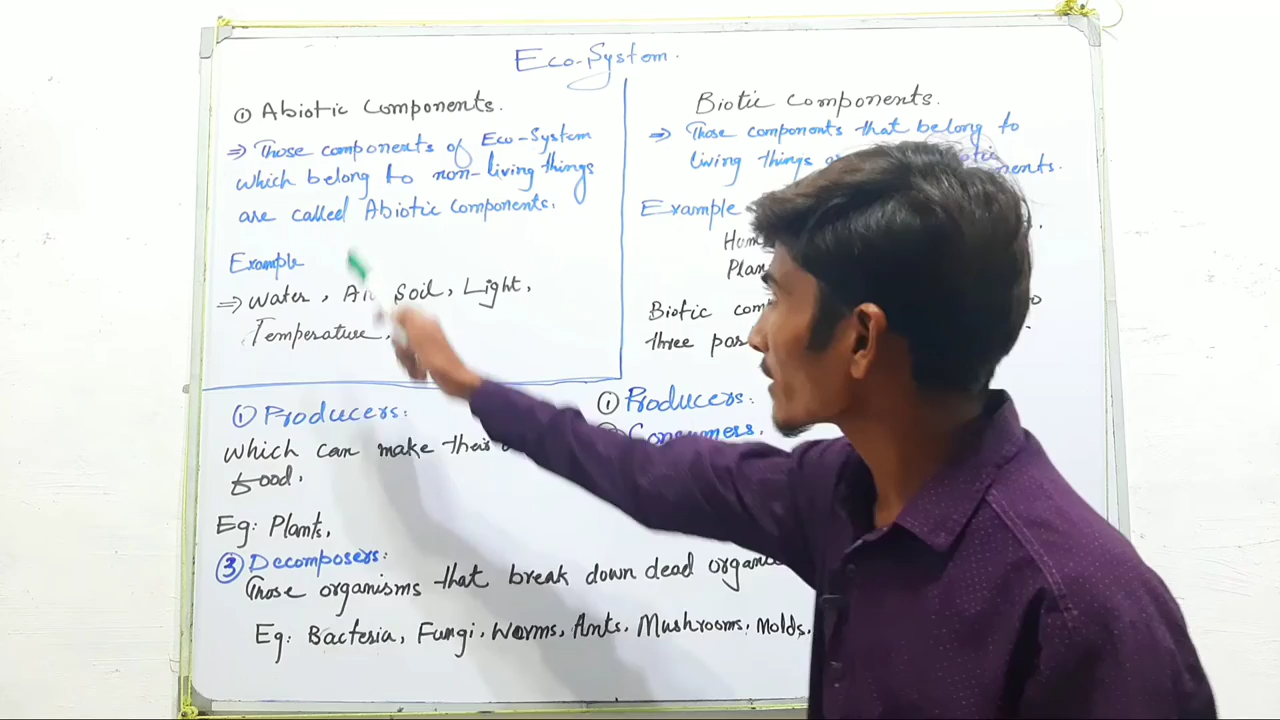 Eco-System.
① Abiotic Components.
⇒ Those components of Eco-System
which belong to non-living things
are called Abiotic Components.
Example
⇒ Water, Soil, Light,
Temperature.
Biotic components.
⇒ Those components that belong to
living things
Example
Biotic
three
① Producers:
Consumers.
① Producers:
which can make their
food.
Eg: Plants,
③ Decomposers:
Those organisms that break down dead
Eg: Bacteria, Fungi, Worms, Ants, Mushrooms, Molds,